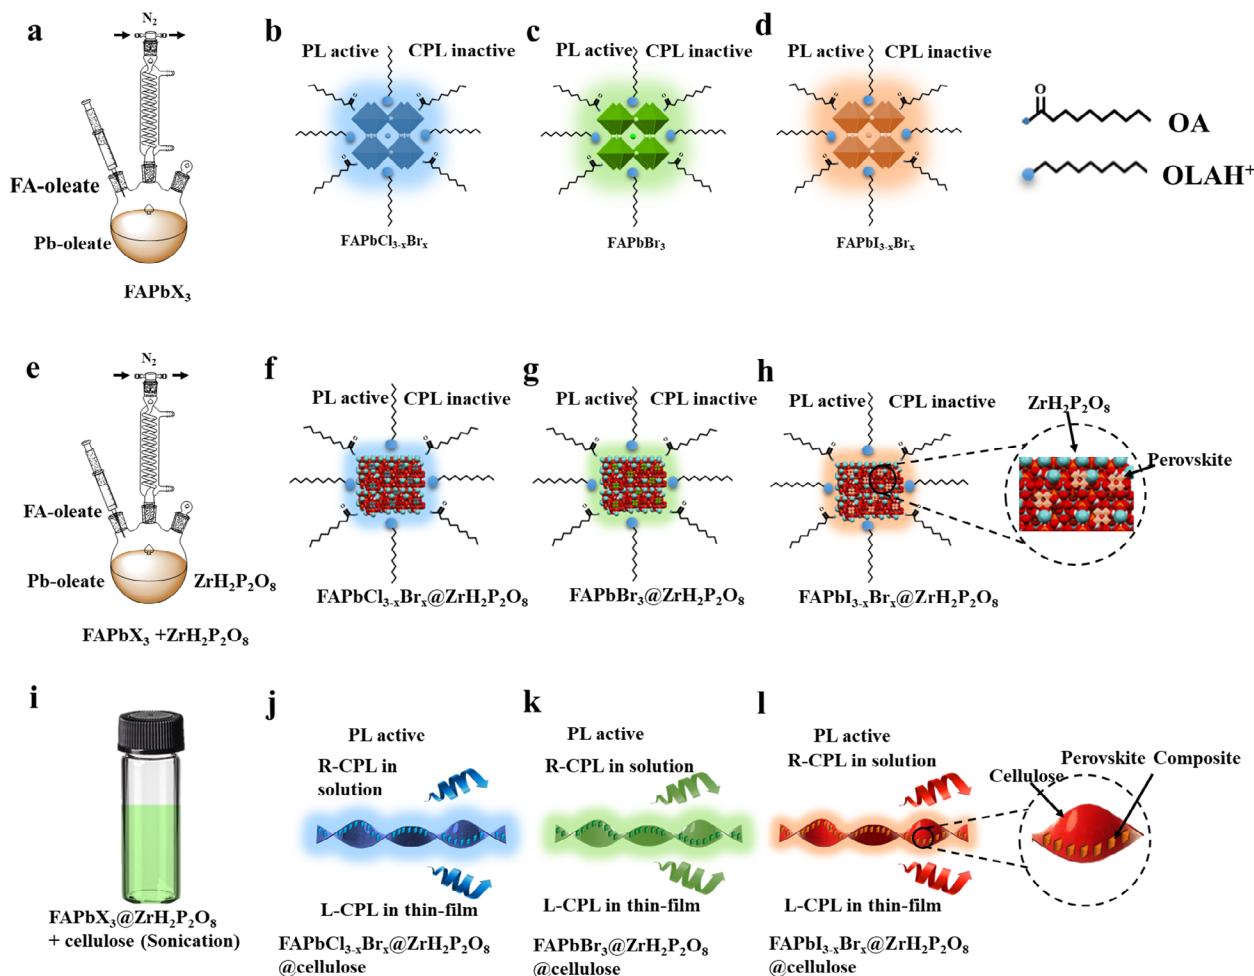 a
N₂
FA-oleate
Pb-oleate
FAPbX₃
b
PL active CPL inactive
FAPbCl₃₋ₓBrₓ
c
PL active CPL inactive
FAPbBr₃
d
PL active CPL inactive
FAPbI₃₋ₓBrₓ
O
OA
OLAH⁺
e
N₂
FA-oleate
Pb-oleate ZrH₂P₂O₈
FAPbX₃ +ZrH₂P₂O₈
f
PL active CPL inactive
FAPbCl₃₋ₓBrₓ@ZrH₂P₂O₈
g
PL active CPL inactive
FAPbBr₃@ZrH₂P₂O₈
h
PL active CPL inactive
FAPbI₃₋ₓBrₓ@ZrH₂P₂O₈
ZrH₂P₂O₈
Perovskite
i
FAPbX₃@ZrH₂P₂O₈
+ cellulose (Sonication)
j
PL active
R-CPL in
solution
L-CPL in thin-film
FAPbCl₃₋ₓBrₓ@ZrH₂P₂O₈
@cellulose
k
PL active
R-CPL in solution
L-CPL in thin-film
FAPbBr₃@ZrH₂P₂O₈
@cellulose
l
PL active
R-CPL in solution
L-CPL in thin-film
FAPbI₃₋ₓBrₓ@ZrH₂P₂O₈
@cellulose
Perovskite Composite
Cellulose